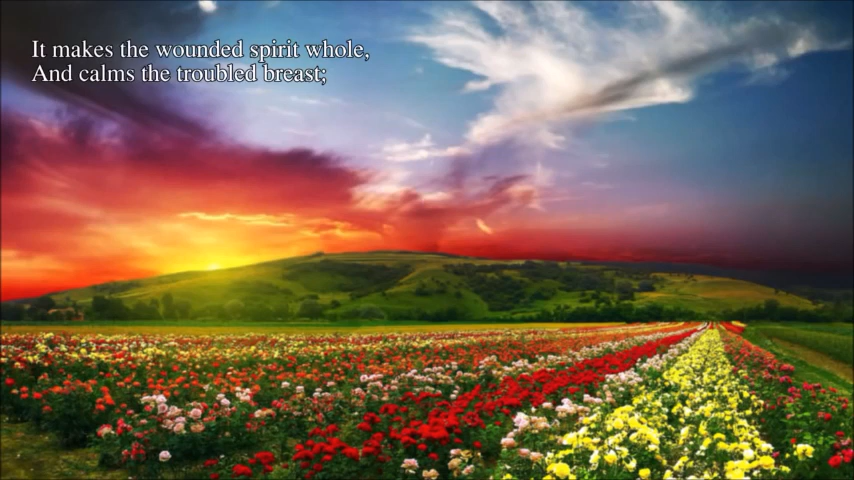 It makes the wounded spirit whole,
And calms the troubled breast;